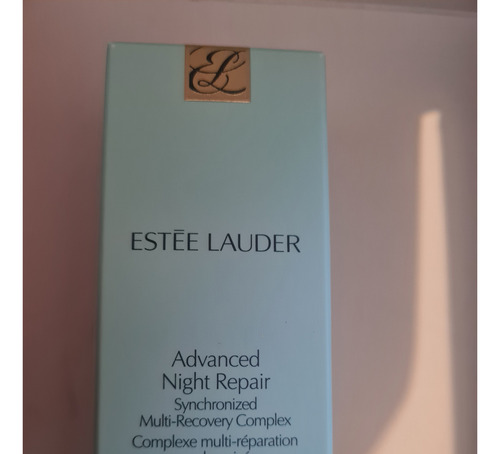 EL
ESTĒE LAUDER
Advanced
Night Repair
Synchronized
Multi-Recovery Complex
Complexe multi-réparation